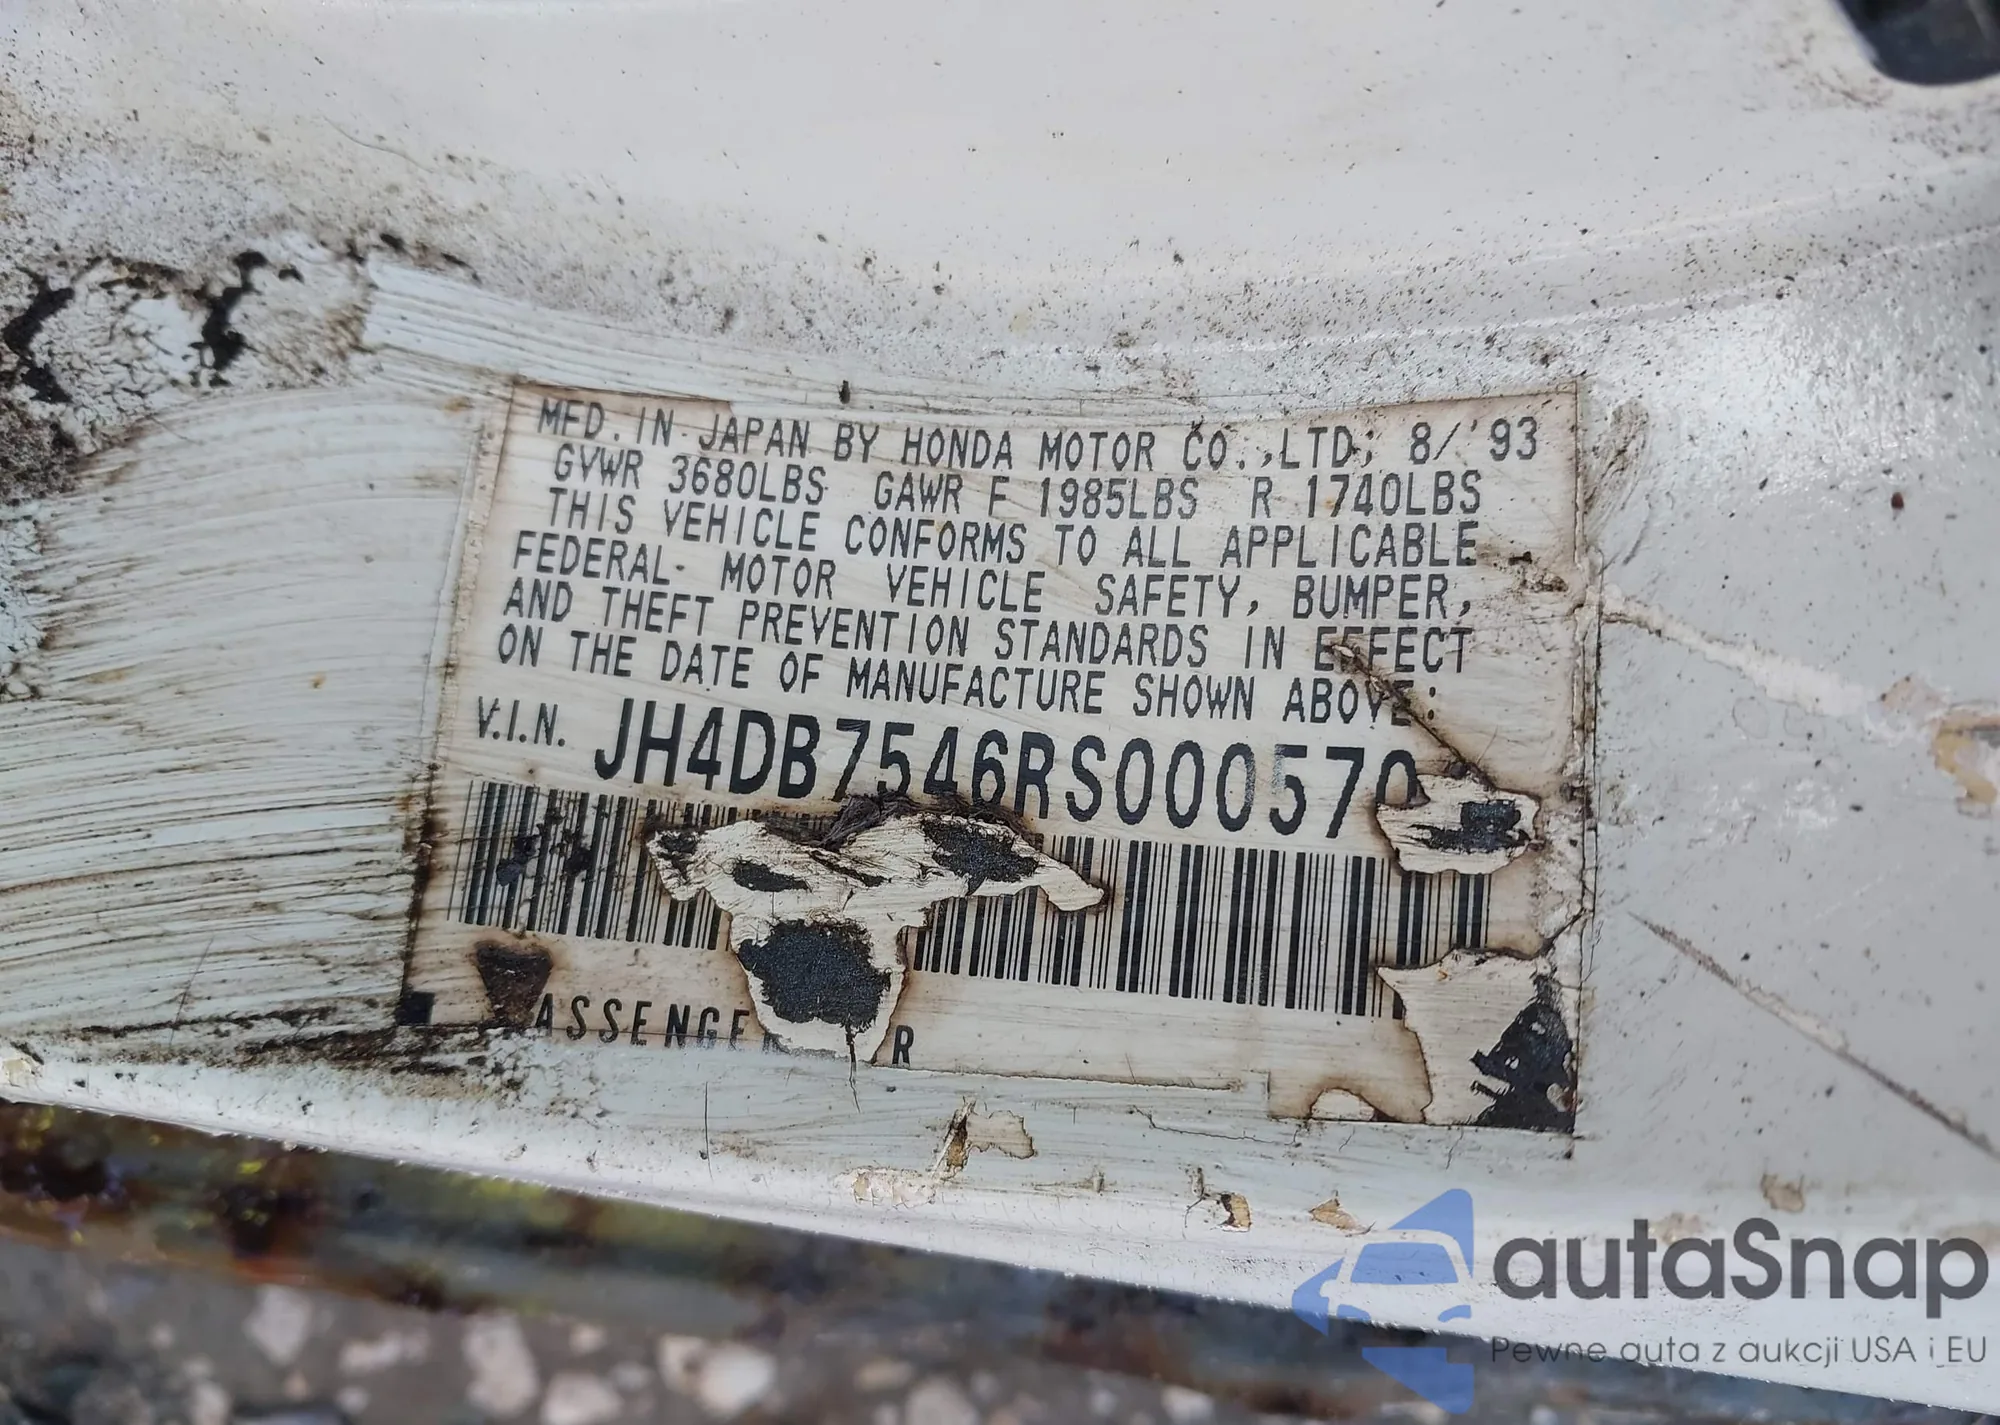 MFD. IN JAPAN BY HONDA MOTOR CO.,LTD; 8/'93
GVWR 3680LBS GAWR F 1985LBS R 1740LBS
THIS VEHICLE CONFORMS TO ALL APPLICABLE
FEDERAL MOTOR VEHICLE SAFETY, BUMPER,
AND THEFT PREVENTION STANDARDS IN EFFECT
ON THE DATE OF MANUFACTURE SHOWN ABOVE:
V.I.N. JH4DB7546RS000570
autaSnap
Pewne auta z aukcji USA i EU